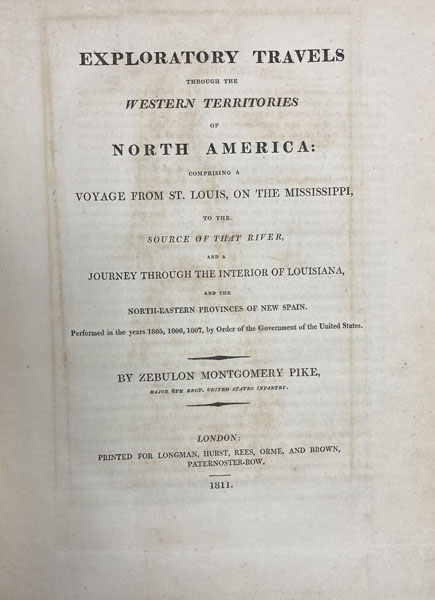 EXPLORATORY TRAVELS
THROUGH THE
WESTERN TERRITORIES
OF
NORTH AMERICA:
COMPRISING A
VOYAGE FROM ST. LOUIS, ON THE MISSISSIPPI,
TO THE
SOURCE OF THAT RIVER,
AND A
JOURNEY THROUGH THE INTERIOR OF LOUISIANA,
AND THE
NORTH-EASTERN PROVINCES OF NEW SPAIN.
Performed in the years 1805, 1806, 1807, by Order of the Government of the United States.
BY ZEBULON MONTGOMERY PIKE,
MAJOR 6TH REGT. UNITED STATES INFANTRY.
LONDON:
PRINTED FOR LONGMAN, HURST, REES, ORME, AND BROWN,
PATERNOSTER-ROW.
1811.